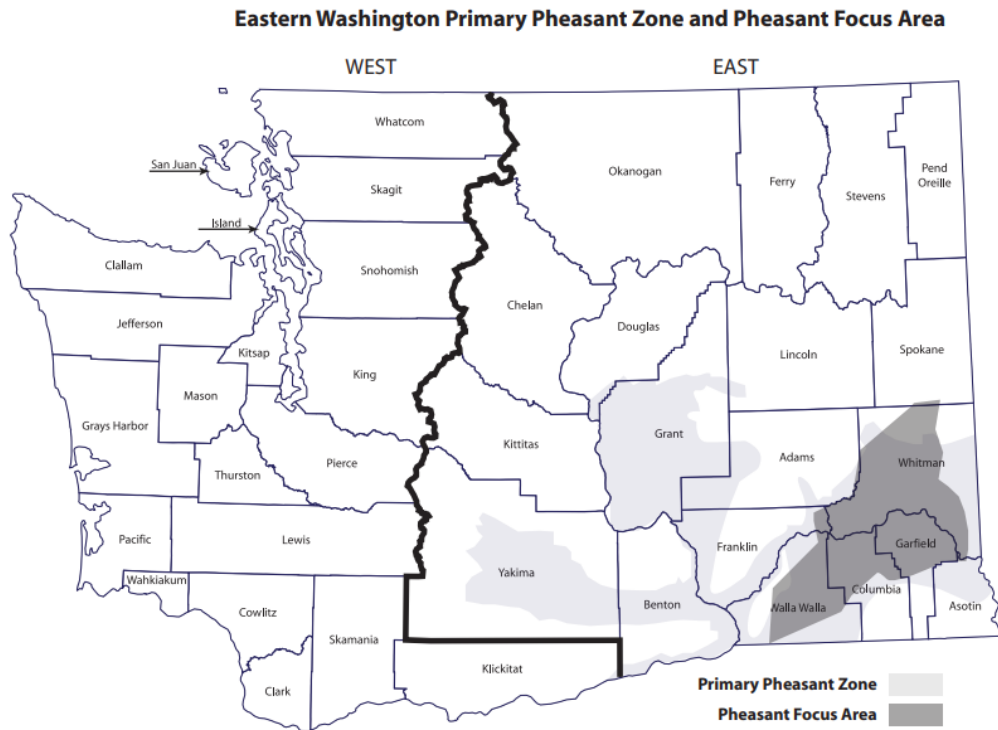 Eastern Washington Primary Pheasant Zone and Pheasant Focus Area
WEST
EAST
Whatcom
San Juan
Skagit
Okanogan
Ferry
Stevens
Pend
Oreille
Island
Clallam
Snohomish
Chelan
Douglas
Jefferson
Kitsap
King
Lincoln
Spokane
Mason
Grays Harbor
Kittitas
Grant
Thurston
Pierce
Adams
Whitman
Pacific
Lewis
Franklin
Garfield
Wahkiakum
Yakima
Benton
Walla Walla
Columbia
Asotin
Cowlitz
Skamania
Klickitat
Clark
Primary Pheasant Zone
Pheasant Focus Area